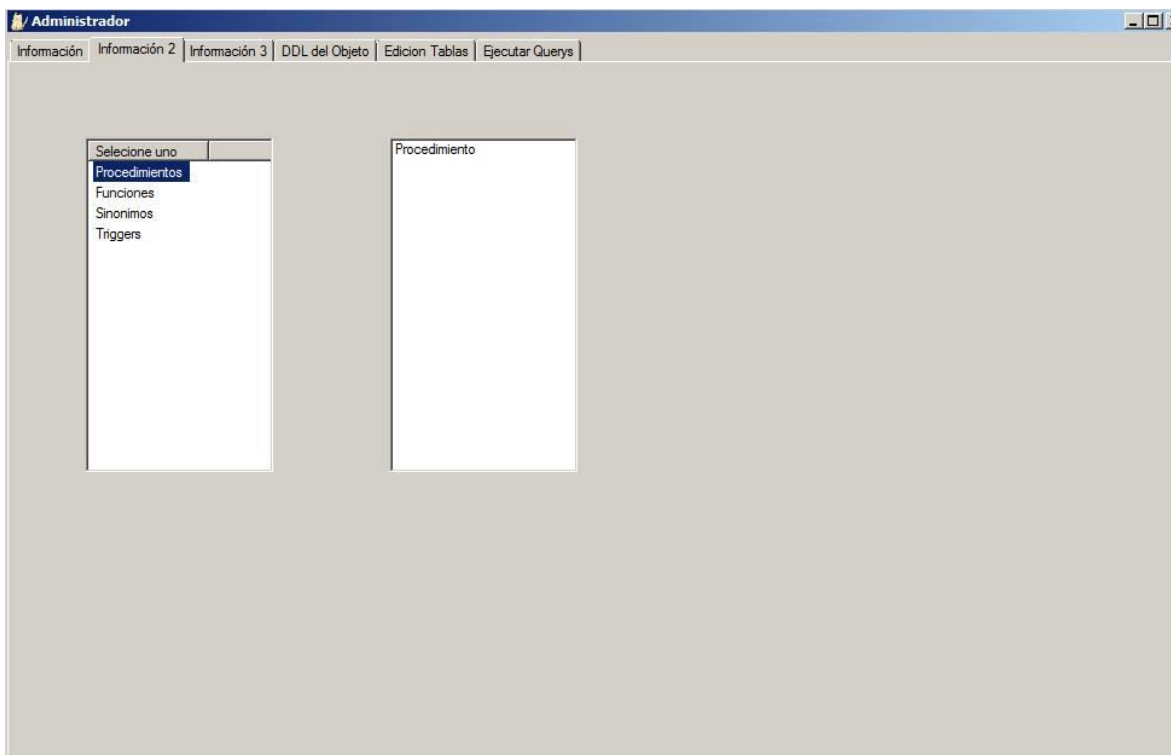 Administrador
Información Información 2 Información 3 DDL del Objeto Edicion Tablas Ejecutar Querys
Selecione uno
Procedimientos
Funciones
Sinonimos
Triggers
Procedimiento